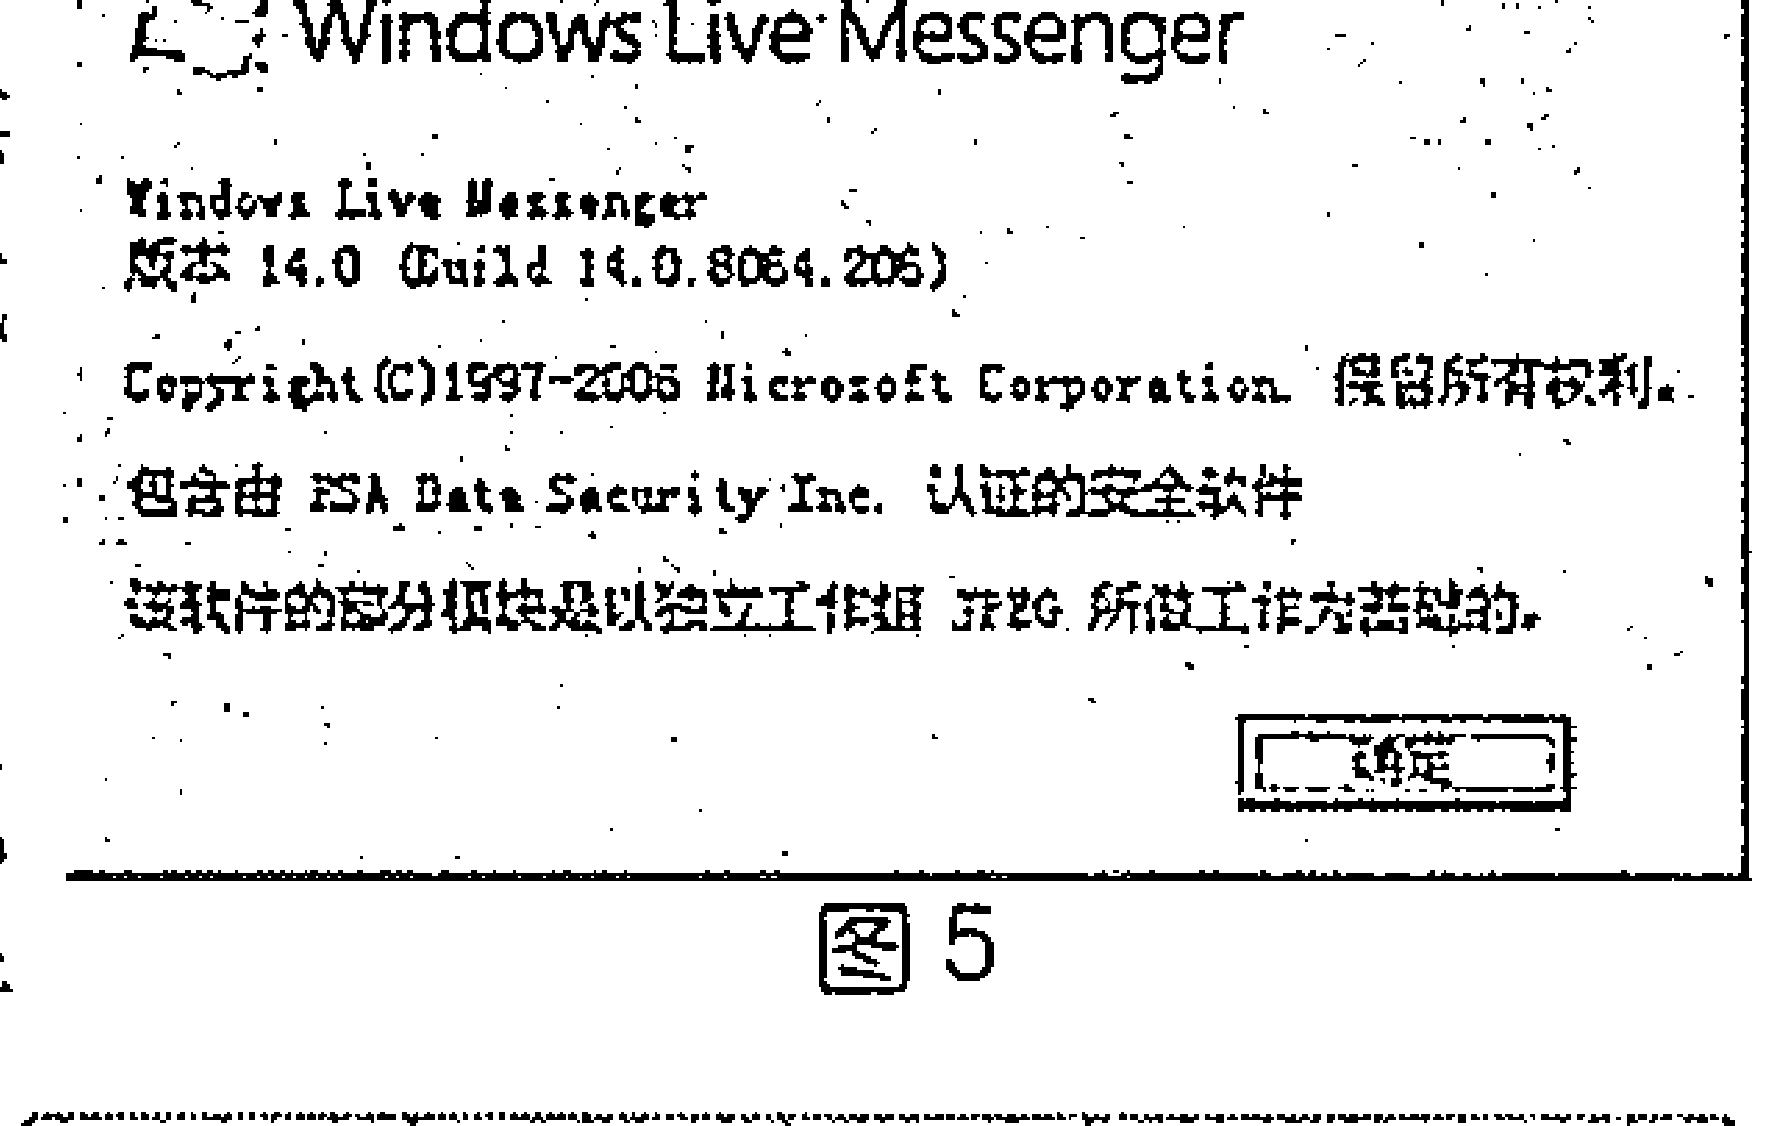 Windows Live Messenger
Windows Live Messenger
版本 14.0 (Build 14.0.8064.206)
Copyright(C)1997-2006 Microsoft Corporation. 保留所有权利。
包含由 RSA Data Security Inc. 认证的安全软件
该软件的部分模块是以独立工作组 JPEG 所做工作为基础的。
确定
图 5